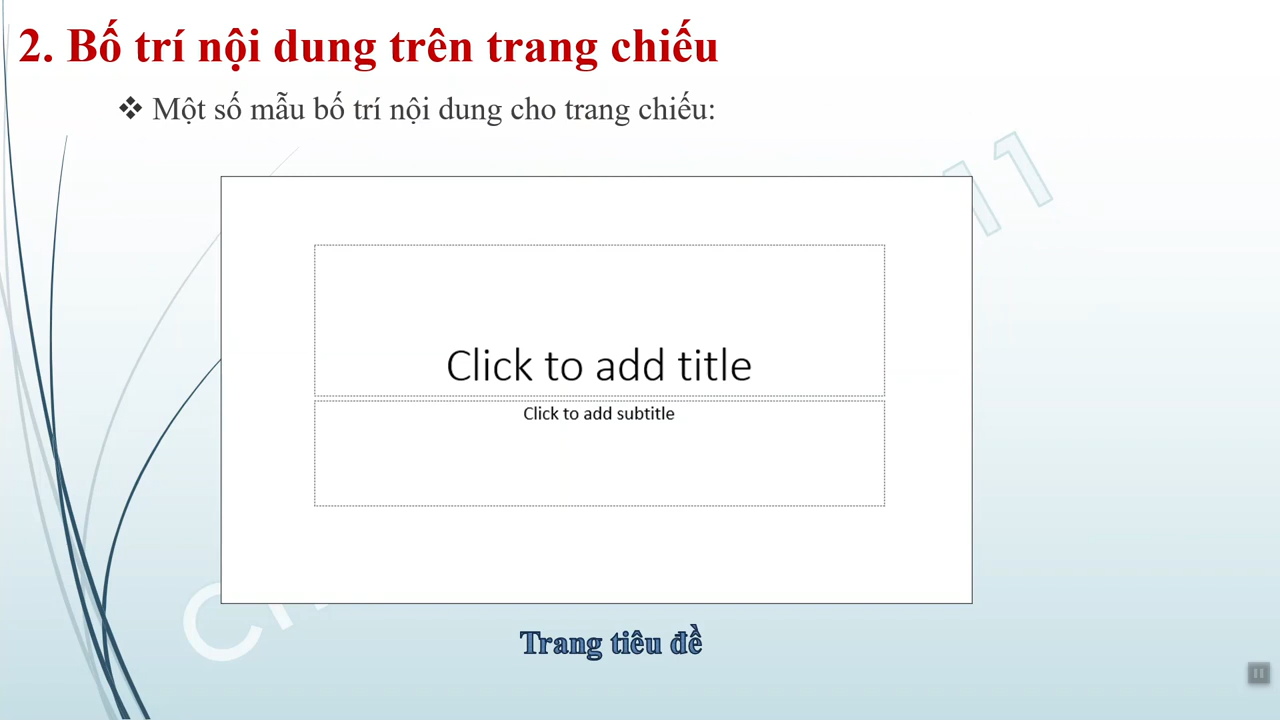 2. Bố trí nội dung trên trang chiếu
❖ Một số mẫu bố trí nội dung cho trang chiếu:
Click to add title
Click to add subtitle
Trang tiêu đề